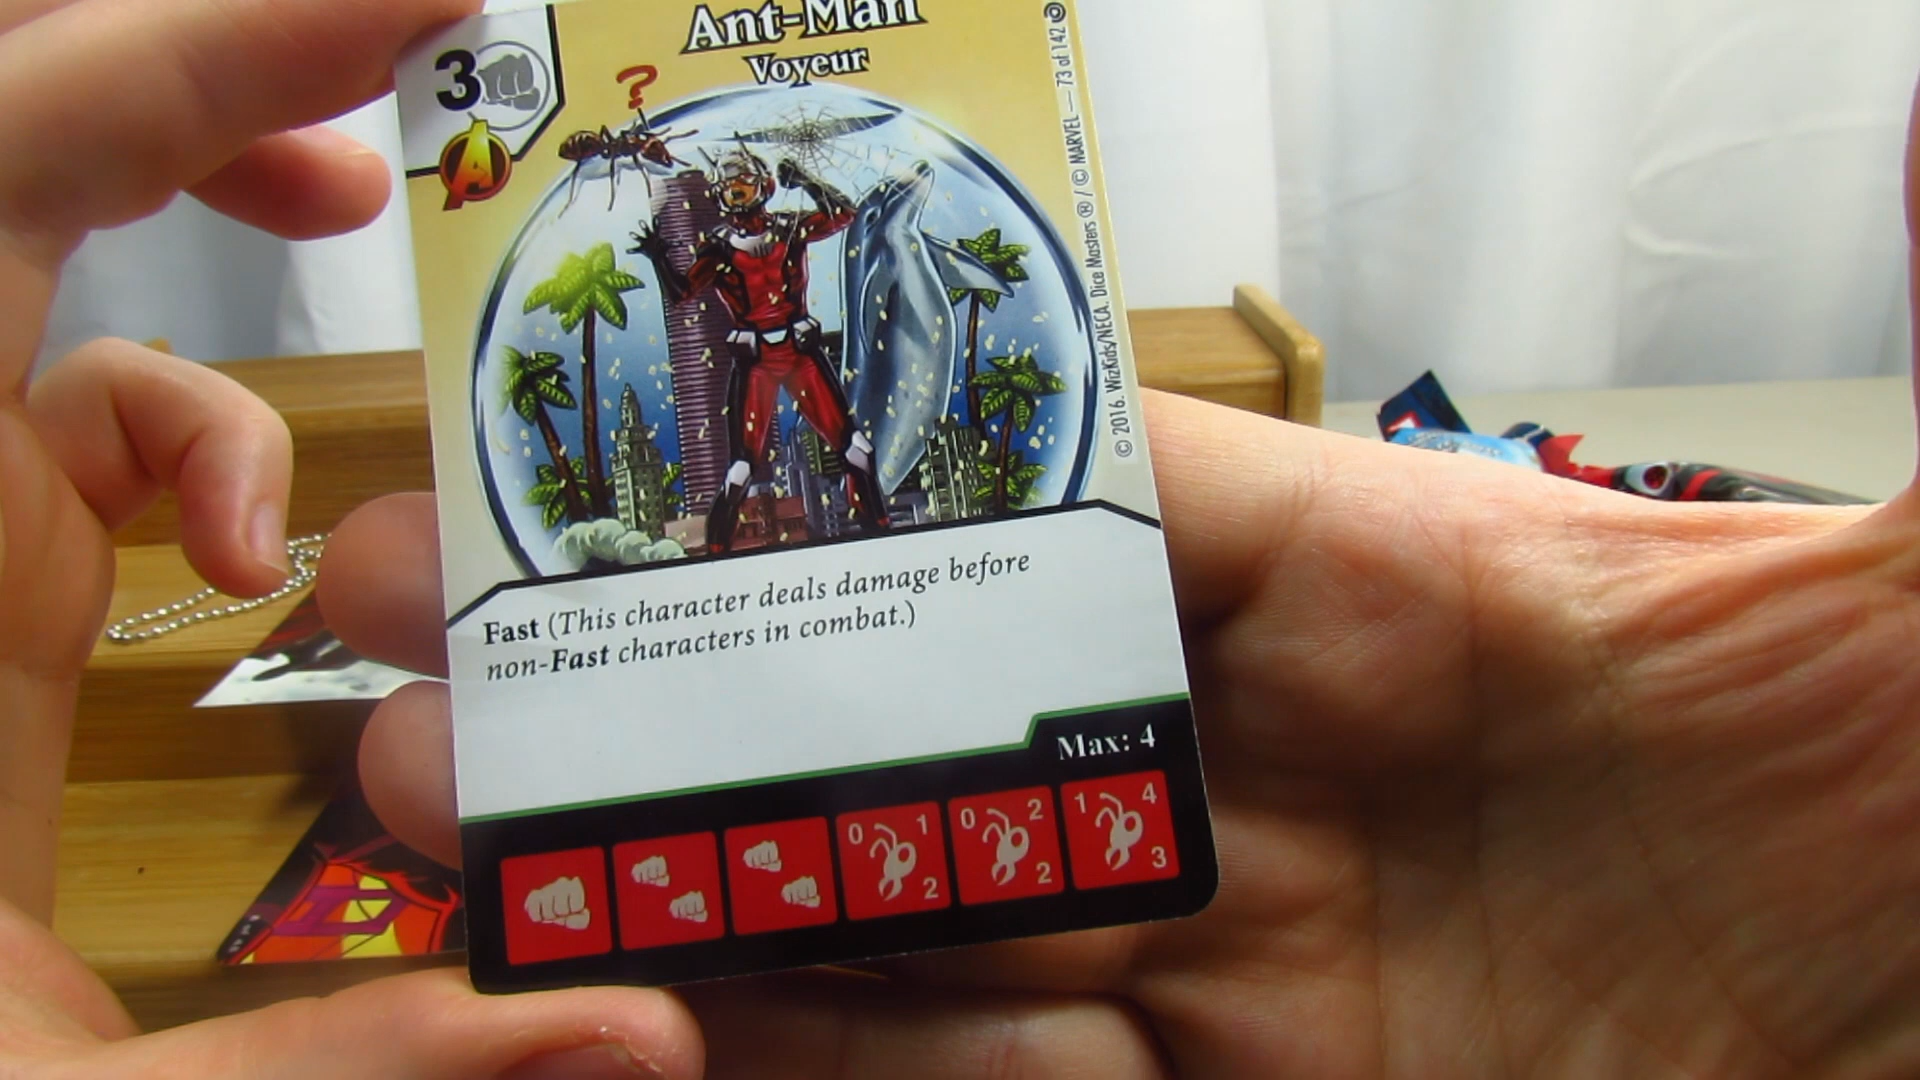 Ant-Man
Voyeur
3
?
A
© 2016. WizKids/NECA. Dice Masters ® / © MARVEL — 73 of 142
Fast (This character deals damage before
non-Fast characters in combat.)
Max: 4
0 1 2
0 2 2
1 4 3